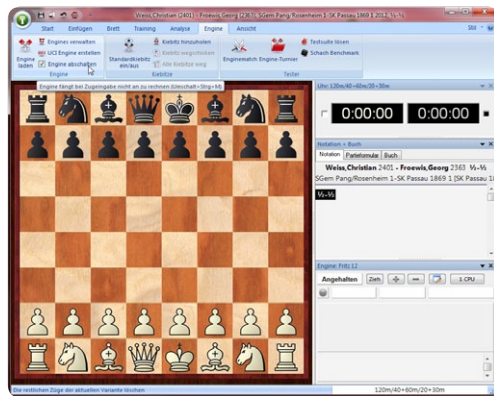 Weiss,Christian (2401) - Froewis,Georg (2363), SGem Pang/Rosenheim 1-SK Passau 1869 1 2012, ½-½
Start Einfügen Brett Training Analyse Engine Ansicht Stil
Engine laden
Engines verwalten
UCI Engine erstellen
Engine abschalten
Engine
Standardkiebitz ein/aus
Kiebitz hinzuholen
Kiebitz wegschicken
Alle Kiebitze weg
Kiebitze
Enginematch
Engine-Turnier
Testsuite lösen
Schach Benchmark
Tester
Engine fängt bei Zugeingabe nicht an zu rechnen (Umschalt+Strg+M)
Uhr: 120m/40+60m/20+30m
0:00:00 0:00:00
Notation + Buch
Notation Partieformular Buch
Weiss,Christian 2401 - Froewis,Georg 2363 ½-½
SGem Pang/Rosenheim 1-SK Passau 1869 1 [SK Passau 18
½-½
Engine: Fritz 12
Angehalten Zieh 1 CPU
Die restlichen Züge der aktuellen Variante löschen
120m/40+60m/20+30m